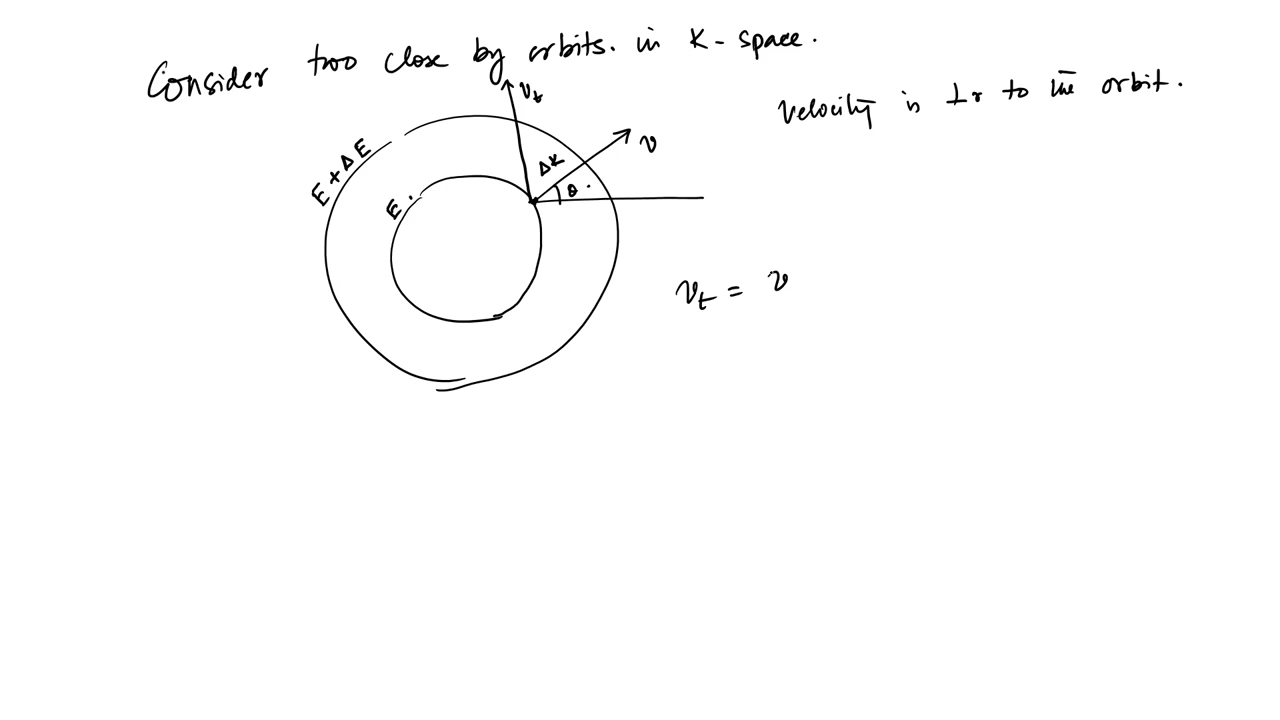 Consider two close by orbits. in K-space.
Velocity is ⊥r to the orbit.
v_t
E + ΔE
ΔK
v
θ.
E.
v_t = v